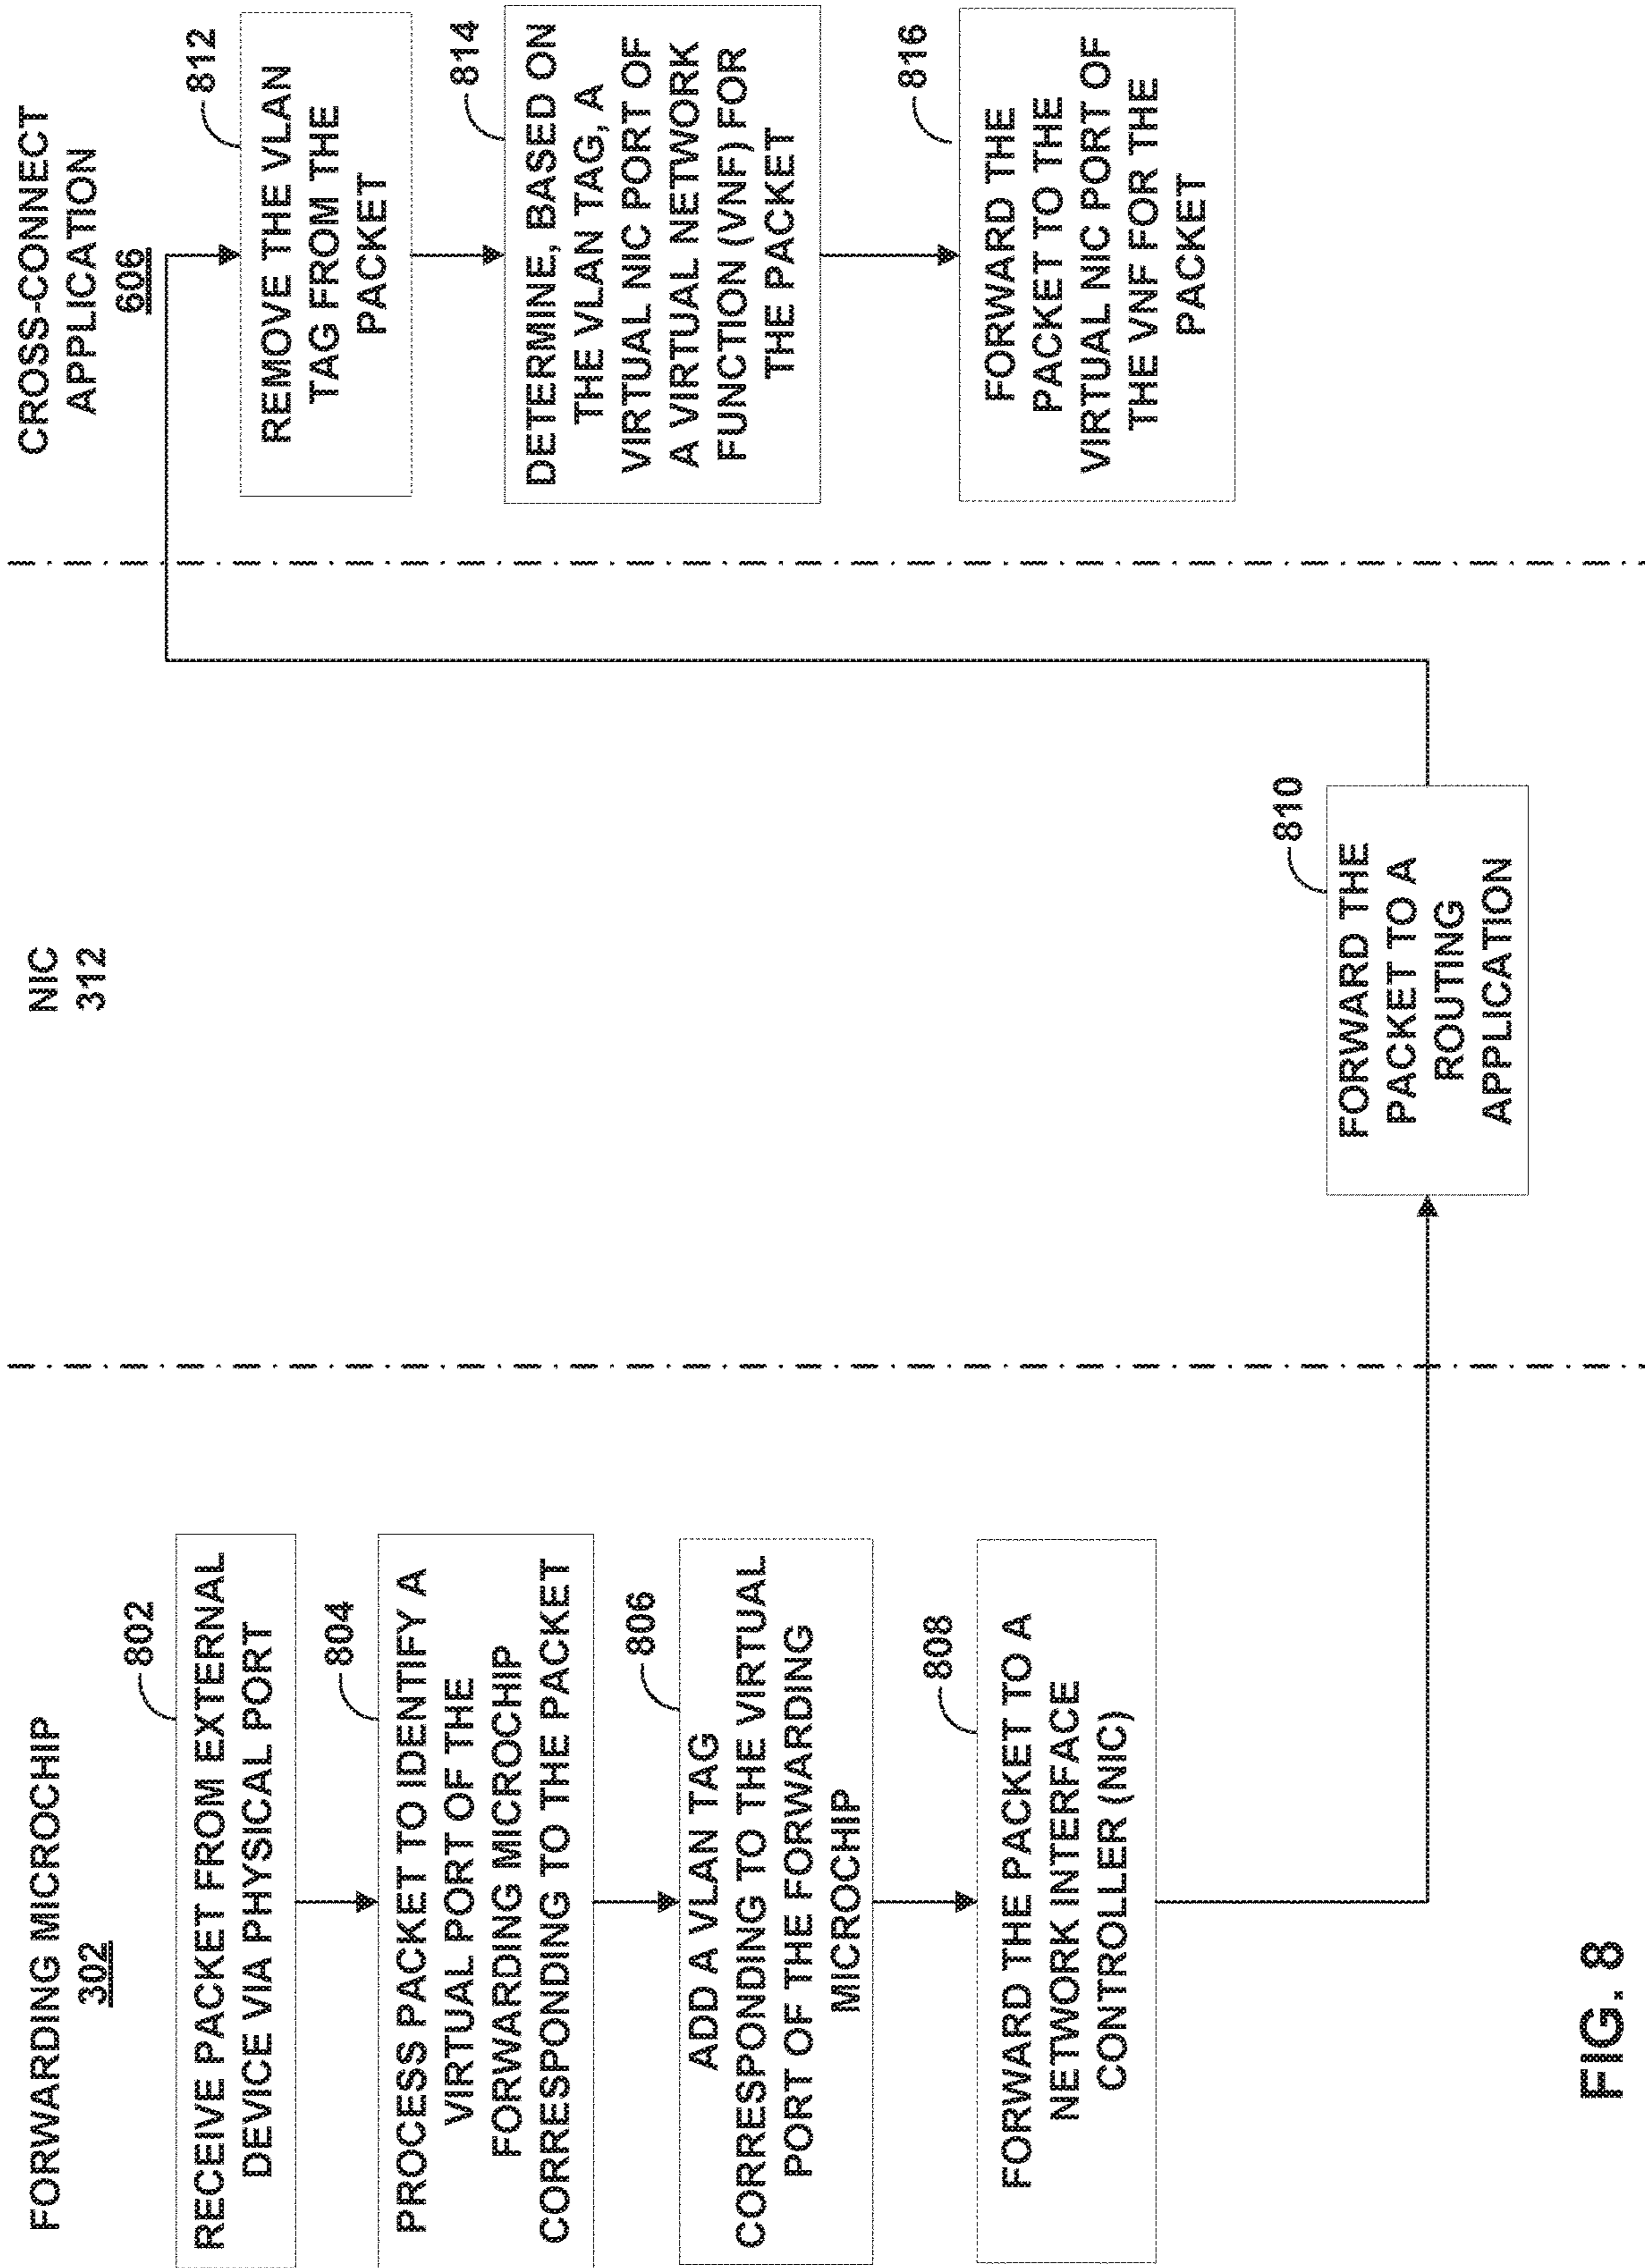 FORWARDING MICROCHIP
302
802
RECEIVE PACKET FROM EXTERNAL
DEVICE VIA PHYSICAL PORT
804
PROCESS PACKET TO IDENTIFY A
VIRTUAL PORT OF THE
FORWARDING MICROCHIP
CORRESPONDING TO THE PACKET
806
ADD A VLAN TAG
CORRESPONDING TO THE VIRTUAL
PORT OF THE FORWARDING
MICROCHIP
808
FORWARD THE PACKET TO A
NETWORK INTERFACE
CONTROLLER (NIC)
NIC
312
810
FORWARD THE
PACKET TO A
ROUTING
APPLICATION
CROSS-CONNECT
APPLICATION
606
812
REMOVE THE VLAN
TAG FROM THE
PACKET
814
DETERMINE, BASED ON
THE VLAN TAG, A
VIRTUAL NIC PORT OF
A VIRTUAL NETWORK
FUNCTION (VNF) FOR
THE PACKET
816
FORWARD THE
PACKET TO THE
VIRTUAL NIC PORT OF
THE VNF FOR THE
PACKET
FIG. 8